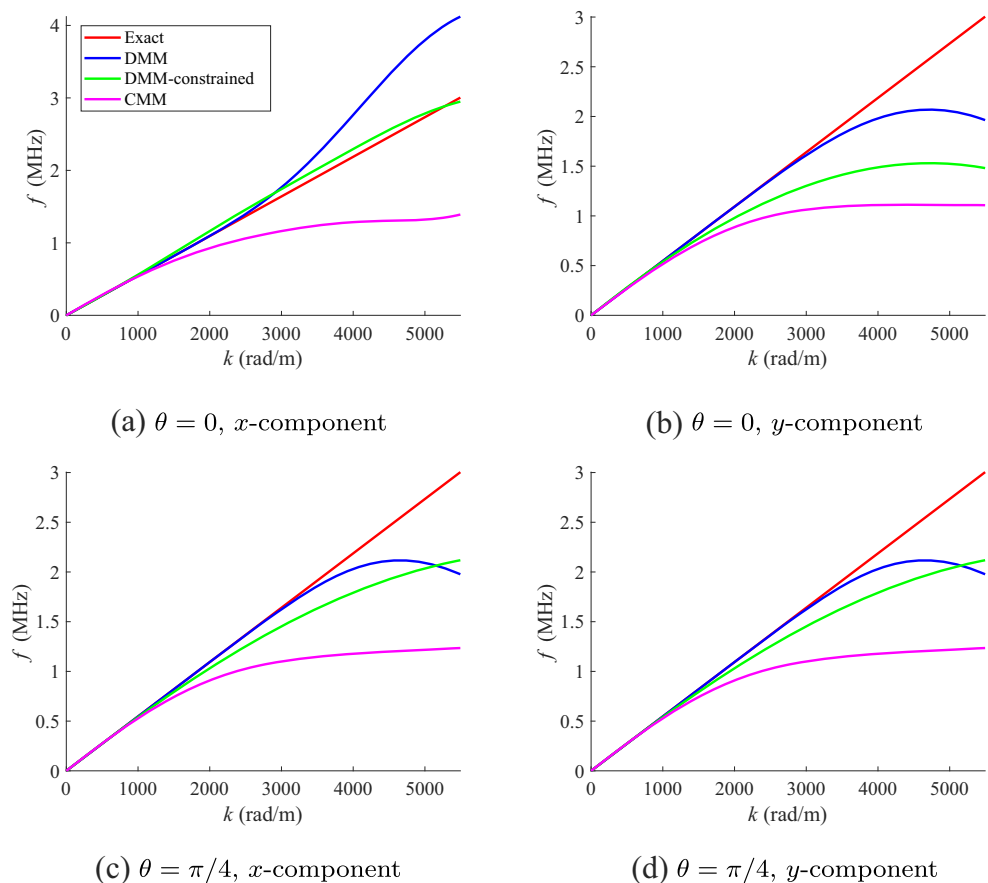 4
3
2
1
0
f (MHz)
Exact
DMM
DMM-constrained
CMM
0 1000 2000 3000 4000 5000
k (rad/m)
(a) θ = 0, x-component
3
2.5
2
1.5
1
0.5
0
f (MHz)
0 1000 2000 3000 4000 5000
k (rad/m)
(b) θ = 0, y-component
3
2.5
2
1.5
1
0.5
0
f (MHz)
0 1000 2000 3000 4000 5000
k (rad/m)
(c) θ = π/4, x-component
3
2.5
2
1.5
1
0.5
0
f (MHz)
0 1000 2000 3000 4000 5000
k (rad/m)
(d) θ = π/4, y-component